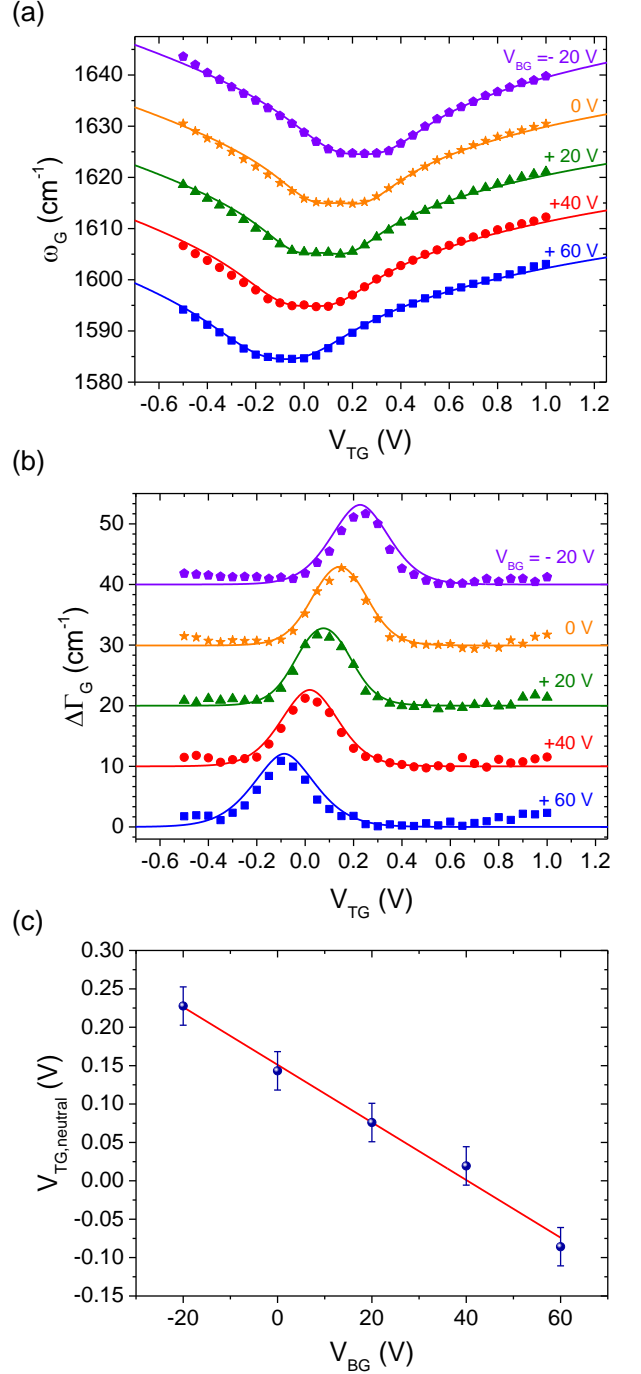 (a)
1640
1630
1620
1610
1600
1590
1580
ω_G (cm⁻¹)
V_BG =- 20 V
0 V
+ 20 V
+40 V
+ 60 V
-0.6 -0.4 -0.2 0.0 0.2 0.4 0.6 0.8 1.0 1.2
V_TG (V)
(b)
50
40
30
20
10
0
ΔΓ_G (cm⁻¹)
V_BG = - 20 V
0 V
+ 20 V
+40 V
+ 60 V
-0.6 -0.4 -0.2 0.0 0.2 0.4 0.6 0.8 1.0 1.2
V_TG (V)
(c)
0.30
0.25
0.20
0.15
0.10
0.05
0.00
-0.05
-0.10
-0.15
V_TG,neutral (V)
-20 0 20 40 60
V_BG (V)